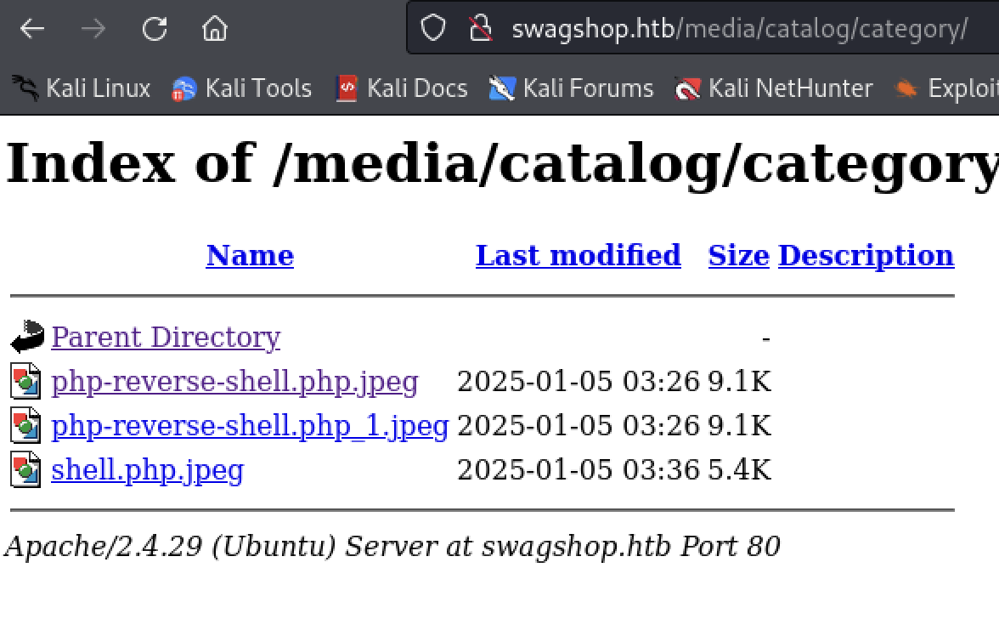 swagshop.htb/media/catalog/category/
Kali Linux Kali Tools Kali Docs Kali Forums Kali NetHunter Exploit
Index of /media/catalog/category
Name Last modified Size Description
Parent Directory -
php-reverse-shell.php.jpeg 2025-01-05 03:26 9.1K
php-reverse-shell.php_1.jpeg 2025-01-05 03:26 9.1K
shell.php.jpeg 2025-01-05 03:36 5.4K
Apache/2.4.29 (Ubuntu) Server at swagshop.htb Port 80